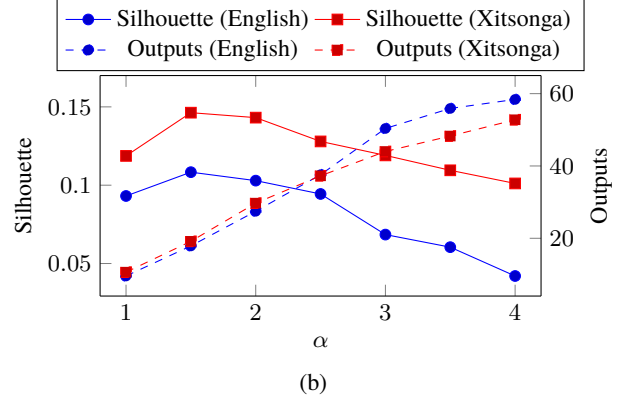 Silhouette (English) Silhouette (Xitsonga)
Outputs (English) Outputs (Xitsonga)
0.15
0.1
0.05
Silhouette
60
40
20
Outputs
1 2 3 4
α
(b)